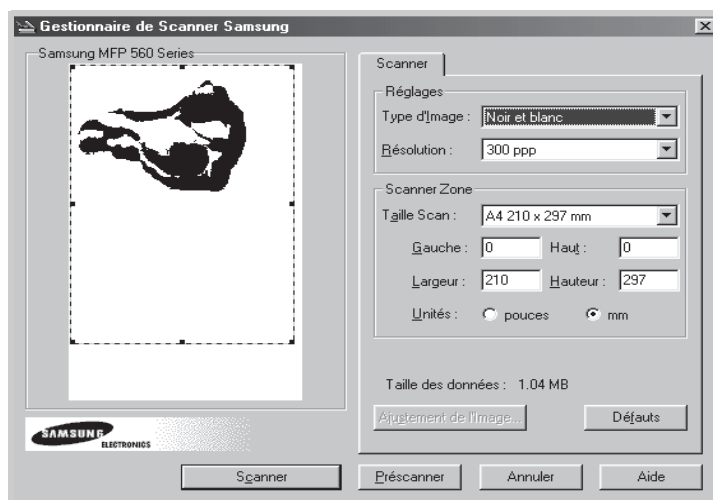 Gestionnaire de Scanner Samsung
Samsung MFP 560 Series
Scanner
Réglages
Type d'Image : Noir et blanc
Résolution : 300 ppp
Scanner Zone
Taille Scan : A4 210 x 297 mm
Gauche : 0 Haut : 0
Largeur : 210 Hauteur : 297
Unités : pouces mm
Taille des données : 1.04 MB
Ajustement de l'Image... Défauts
SAMSUNG
ELECTRONICS
Scanner Préscanner Annuler Aide